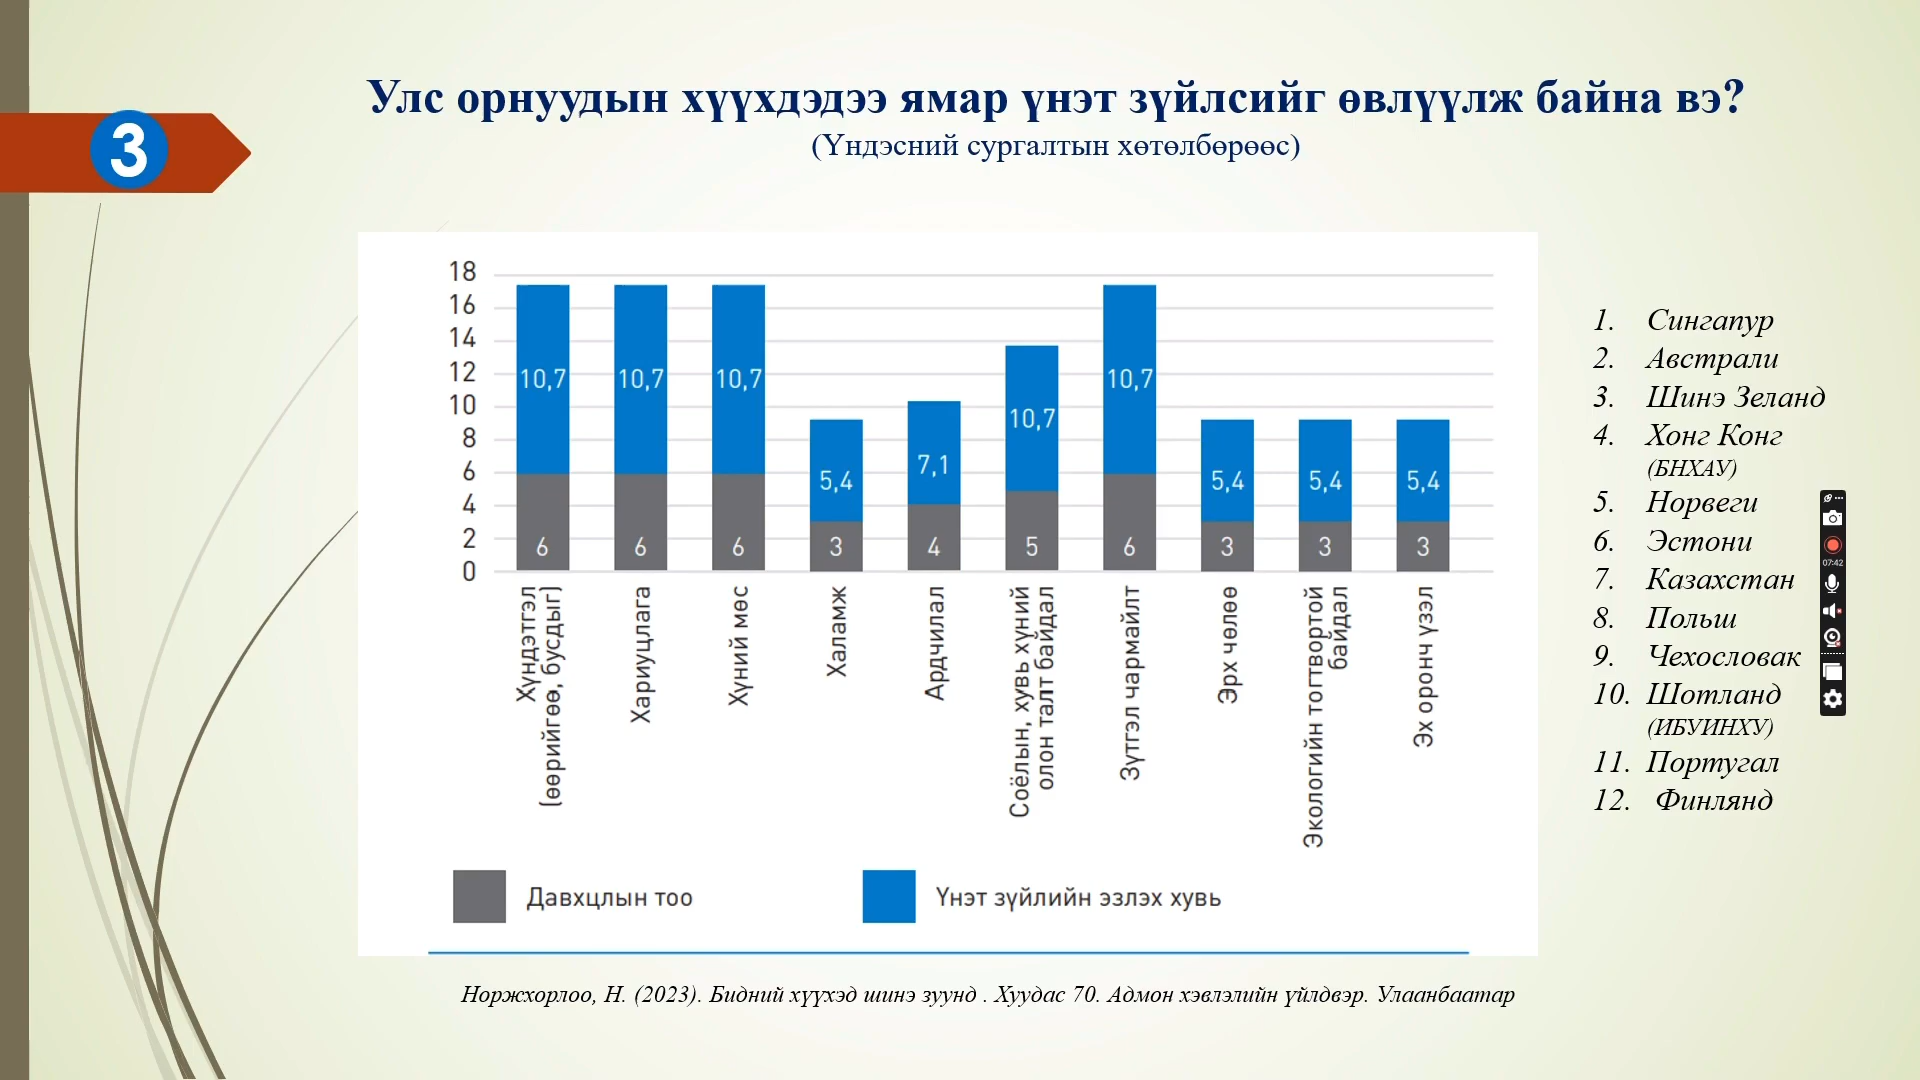 Улс орнуудын хүүхдэдээ ямар үнэт зүйлсийг өвлүүлж байна вэ?
(Үндэсний сургалтын хөтөлбөрөөс)
3
18
16
14
12
10
8
6
4
2
0
10,7
10,7
10,7
5,4
7,1
10,7
10,7
5,4
5,4
5,4
6
6
6
3
4
5
6
3
3
3
Хүндэтгэл
(өөрийгөө, бусдыг)
Хариуцлага
Хүний мөс
Халамж
Ардчилал
Соёлын, хувь хүний
олон талт байдал
Зүтгэл чармайлт
Эрх чөлөө
Экологийн тогтвортой
байдал
Эх оронч үзэл
Давхцлын тоо
Үнэт зүйлийн эзлэх хувь
1. Сингапур
2. Австрали
3. Шинэ Зеланд
4. Хонг Конг
(БНХАУ)
5. Норвеги
6. Эстони
7. Казахстан
8. Польш
9. Чехословак
10. Шотланд
(ИБУИНХУ)
11. Португал
12. Финлянд
07:42
Норжхорлоо, Н. (2023). Бидний хүүхэд шинэ зуунд . Хуудас 70. Адмон хэвлэлийн үйлдвэр. Улаанбаатар